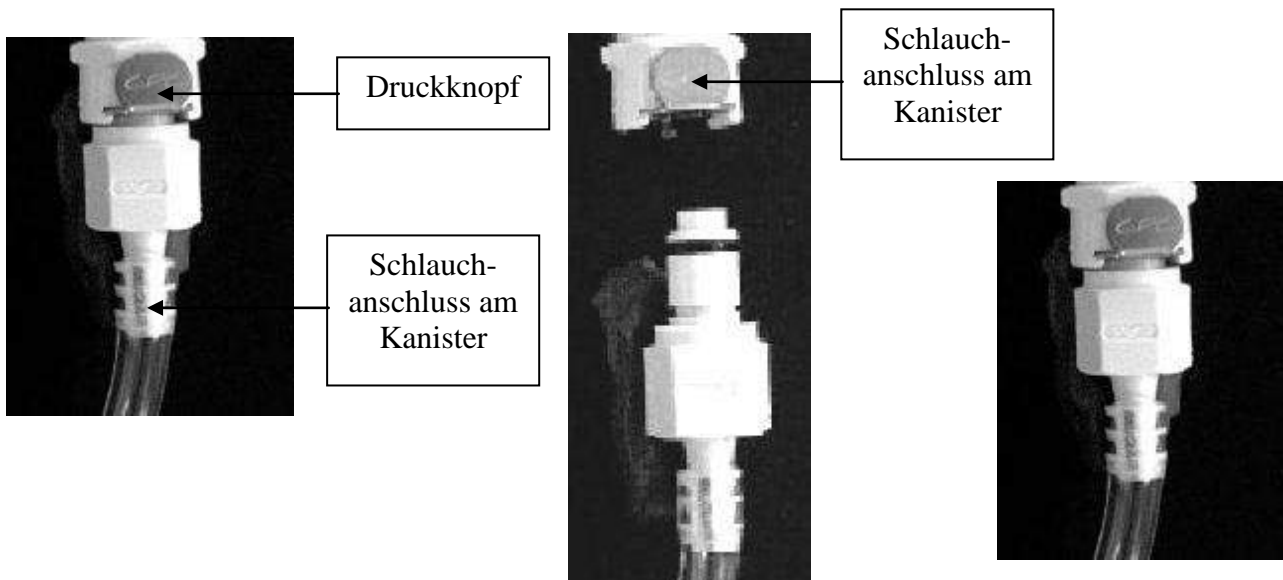 Druckknopf
Schlauch-
anschluss am
Kanister
Schlauch-
anschluss am
Kanister